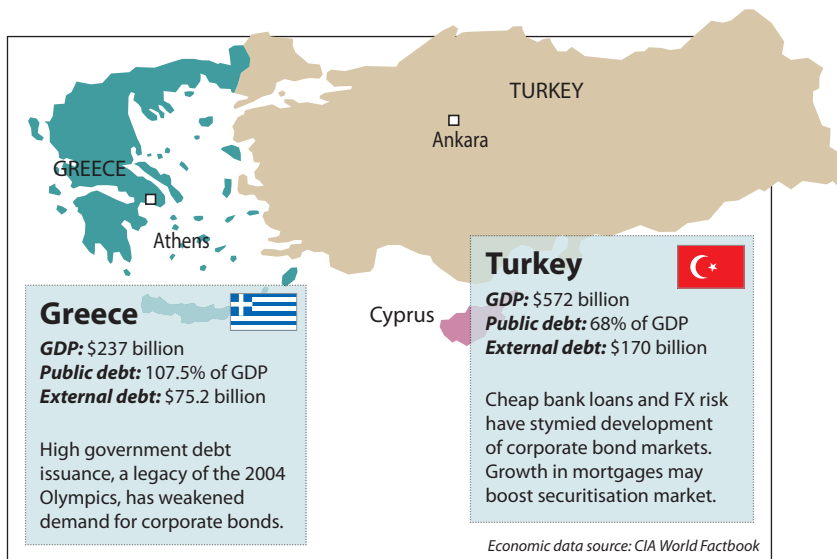 TURKEY
Ankara
GREECE
Athens
Cyprus
Greece
GDP: $237 billion
Public debt: 107.5% of GDP
External debt: $75.2 billion
High government debt
issuance, a legacy of the 2004
Olympics, has weakened
demand for corporate bonds.
Turkey
GDP: $572 billion
Public debt: 68% of GDP
External debt: $170 billion
Cheap bank loans and FX risk
have stymied development
of corporate bond markets.
Growth in mortgages may
boost securitisation market.
Economic data source: CIA World Factbook